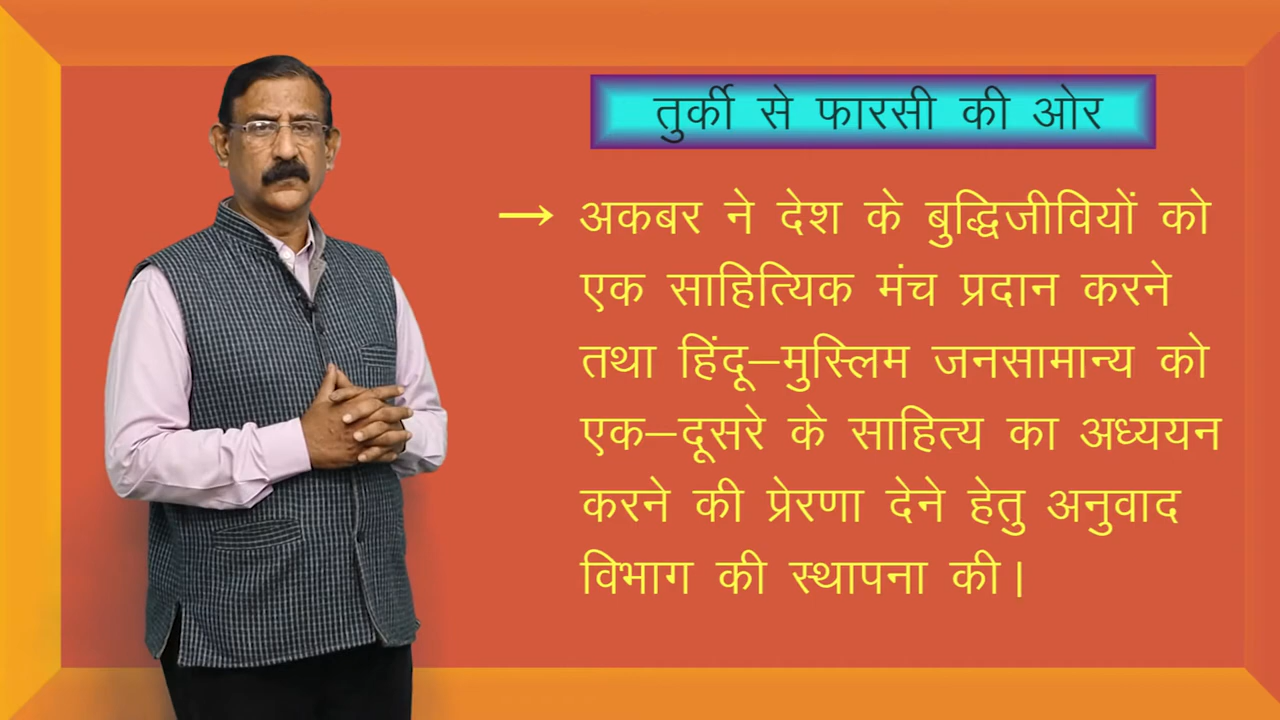 तुर्की से फारसी की ओर
→ अकबर ने देश के बुद्धिजीवियों को
एक साहित्यिक मंच प्रदान करने
तथा हिंदू–मुस्लिम जनसामान्य को
एक–दूसरे के साहित्य का अध्ययन
करने की प्रेरणा देने हेतु अनुवाद
विभाग की स्थापना की।